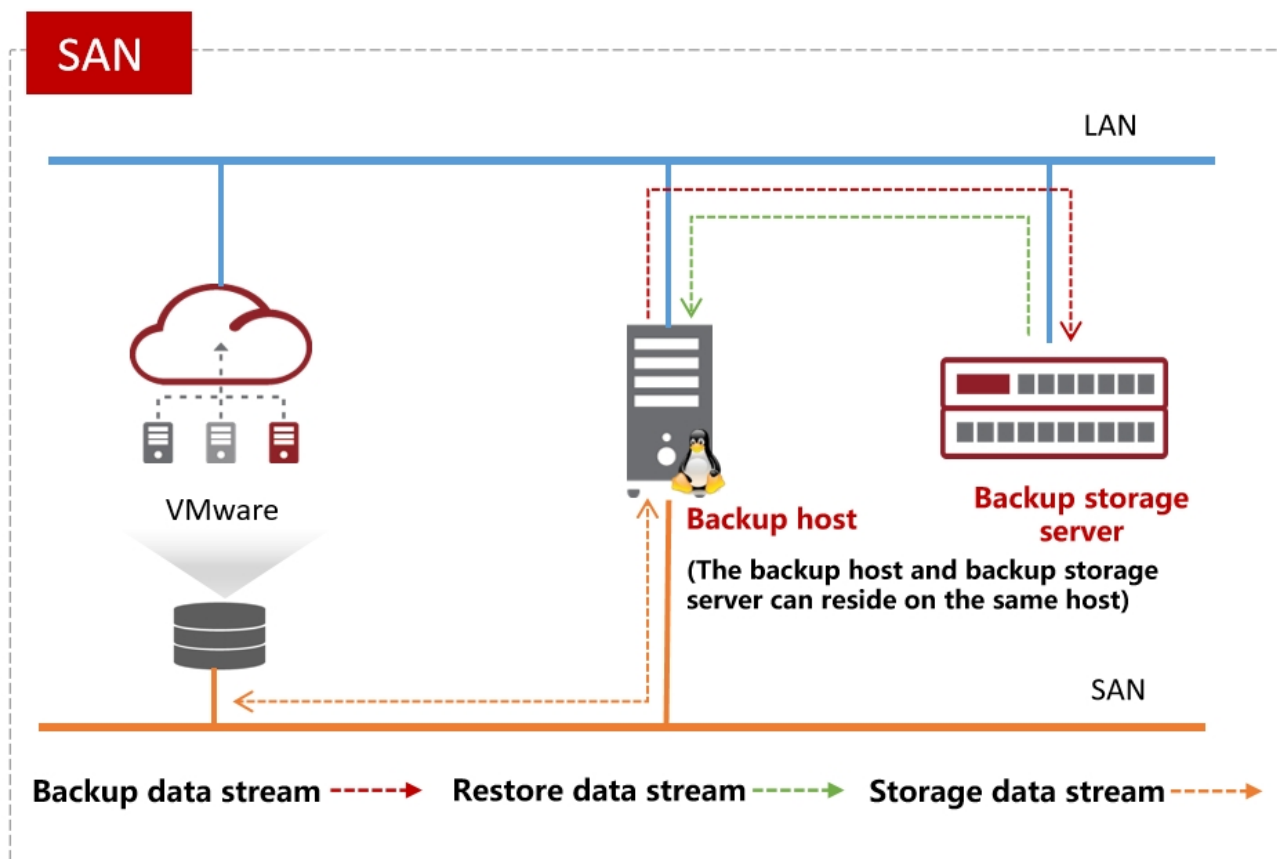 SAN
LAN
VMware
Backup host
(The backup host and backup storage
server can reside on the same host)
Backup storage
server
SAN
Backup data stream
Restore data stream
Storage data stream